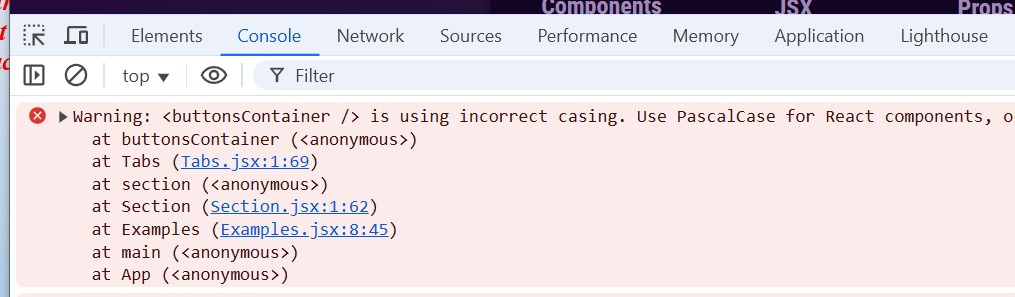 Components JSX Props
Elements Console Network Sources Performance Memory Application Lighthouse
top ▼ Filter
Warning: <buttonsContainer /> is using incorrect casing. Use PascalCase for React components, o
at buttonsContainer (<anonymous>)
at Tabs (Tabs.jsx:1:69)
at section (<anonymous>)
at Section (Section.jsx:1:62)
at Examples (Examples.jsx:8:45)
at main (<anonymous>)
at App (<anonymous>)